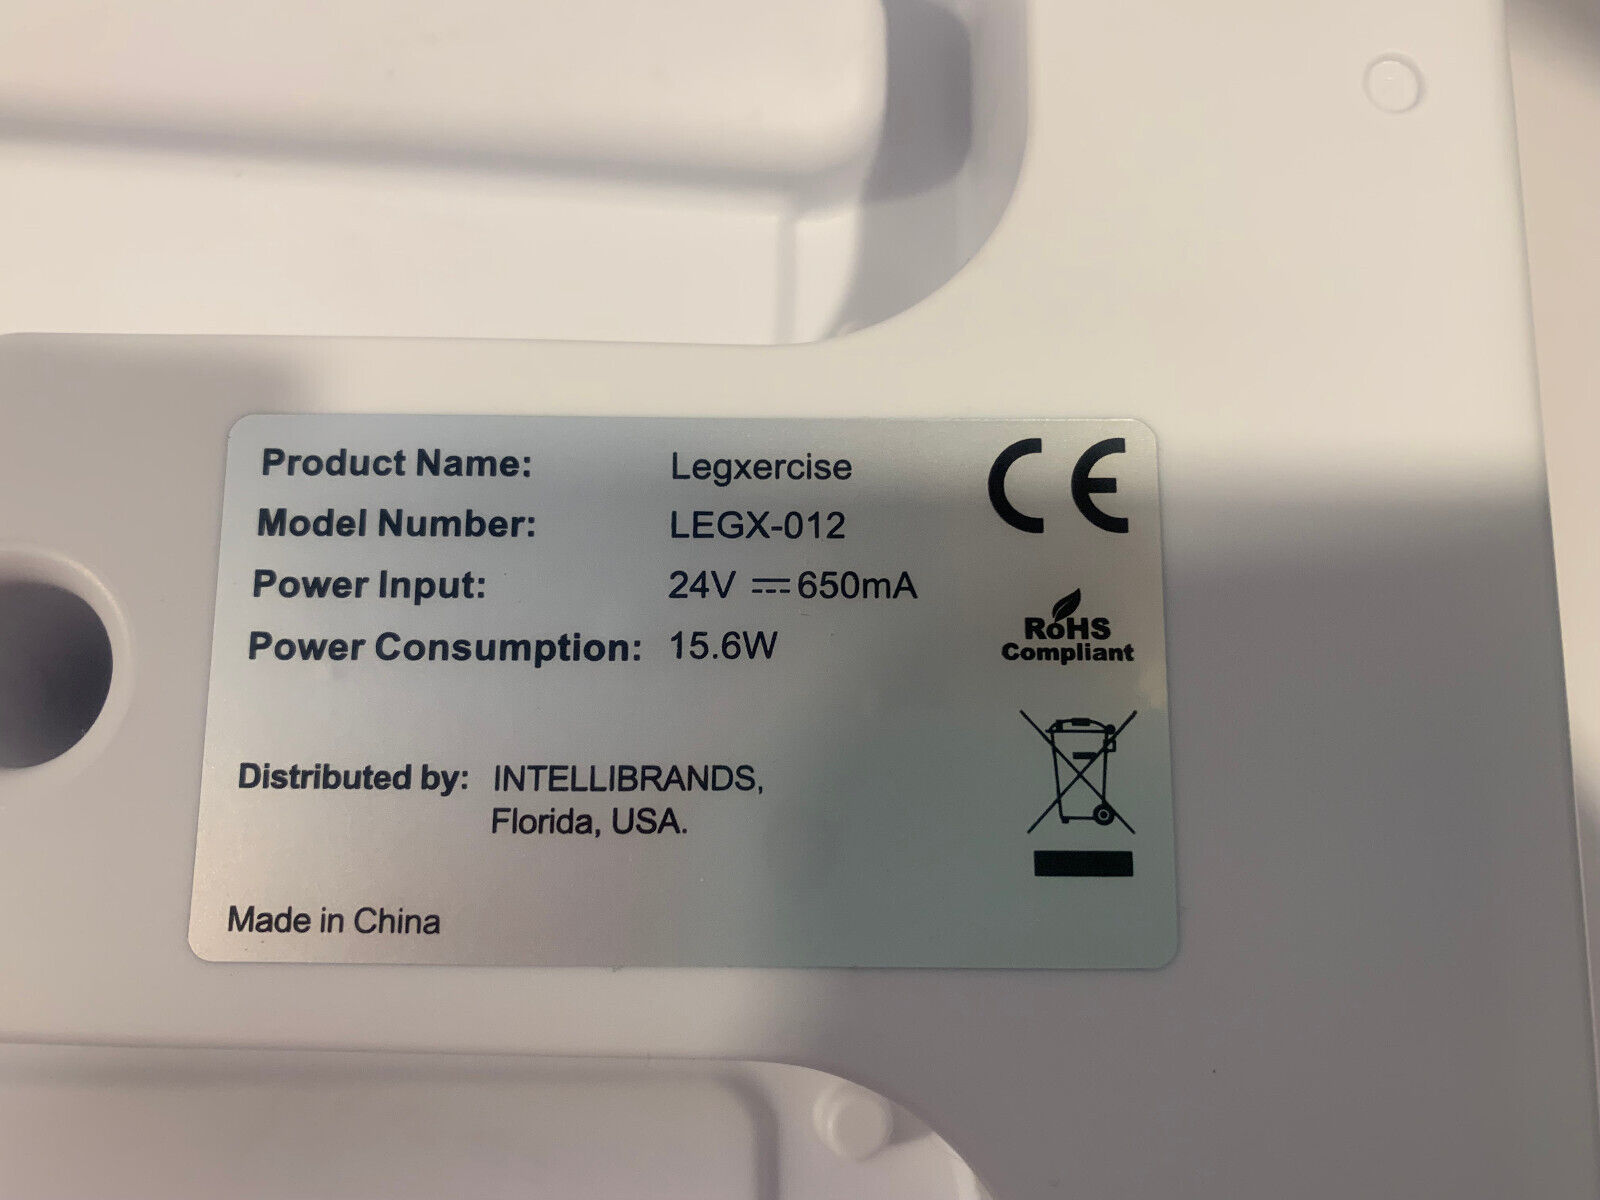 Product Name: Legxercise
Model Number: LEGX-012
Power Input: 24V ⎓ 650mA
Power Consumption: 15.6W
Distributed by: INTELLIBRANDS,
Florida, USA.
Made in China
CE
RoHS
Compliant